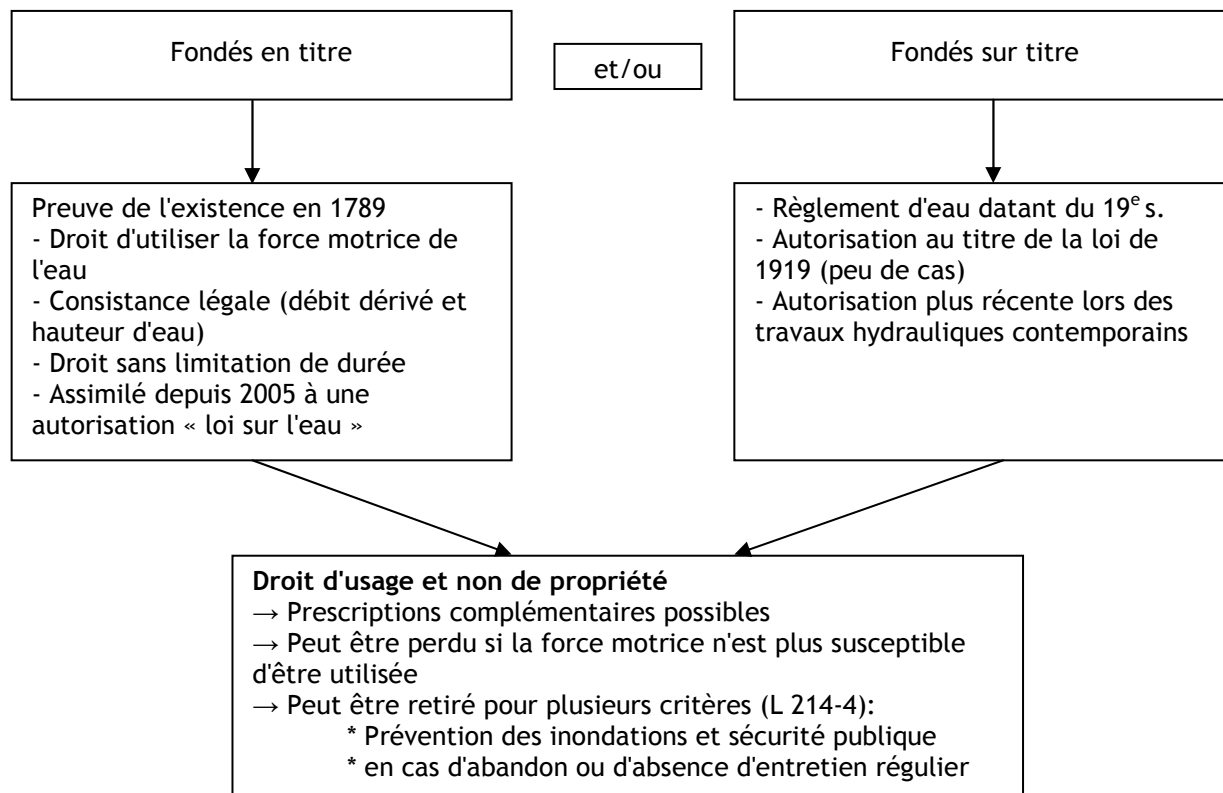 Fondés en titre
et/ou
Fondés sur titre
Preuve de l'existence en 1789
- Droit d'utiliser la force motrice de
l'eau
- Consistance légale (débit dérivé et
hauteur d'eau)
- Droit sans limitation de durée
- Assimilé depuis 2005 à une
autorisation « loi sur l'eau »
- Règlement d'eau datant du 19e s.
- Autorisation au titre de la loi de
1919 (peu de cas)
- Autorisation plus récente lors des
travaux hydrauliques contemporains
Droit d'usage et non de propriété
→ Prescriptions complémentaires possibles
→ Peut être perdu si la force motrice n'est plus susceptible
d'être utilisée
→ Peut être retiré pour plusieurs critères (L 214-4):
* Prévention des inondations et sécurité publique
* en cas d'abandon ou d'absence d'entretien régulier